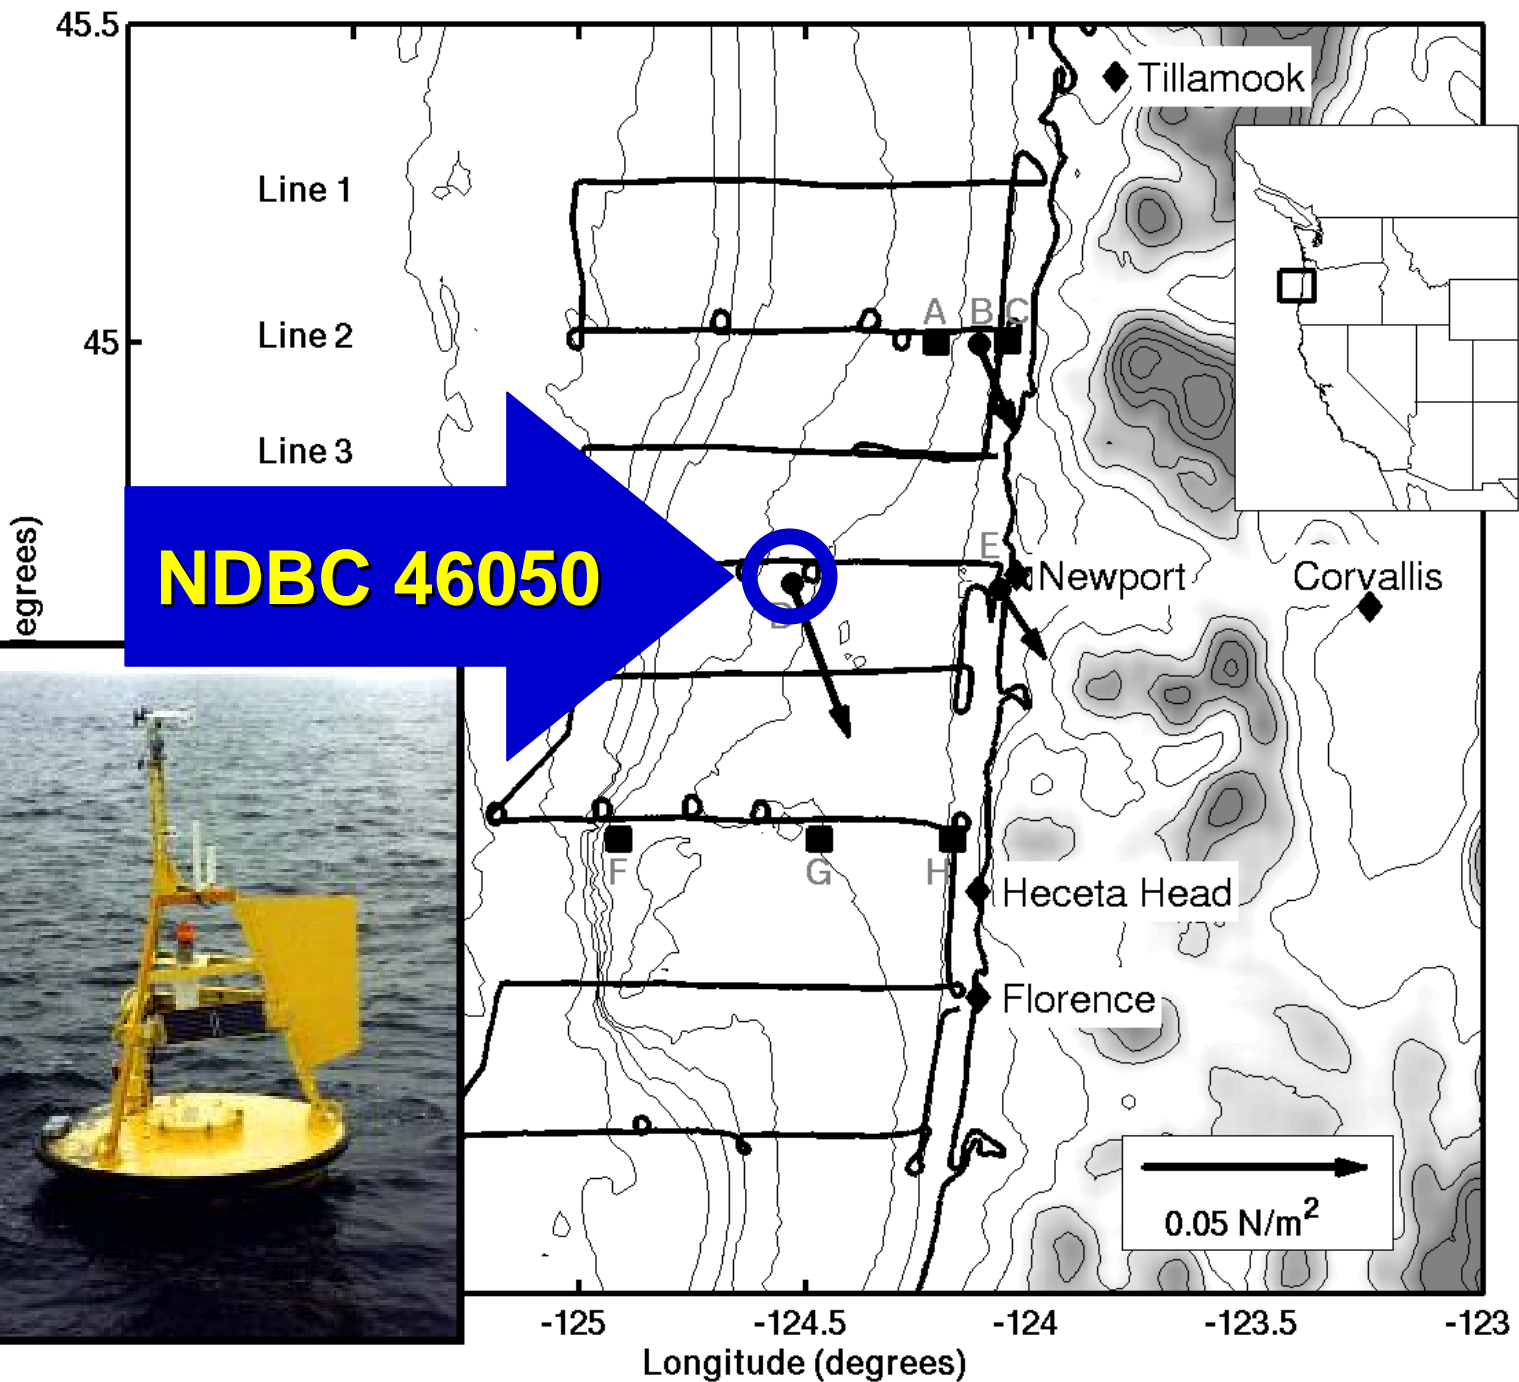 45.5
Tillamook
Line 1
A B C
Line 2
45
Line 3
E
NDBC 46050
Newport
Corvallis
D
egrees)
F
G
H
Heceta Head
Florence
0.05 N/m2
-125
-124.5
-124
-123.5
-123
Longitude (degrees)